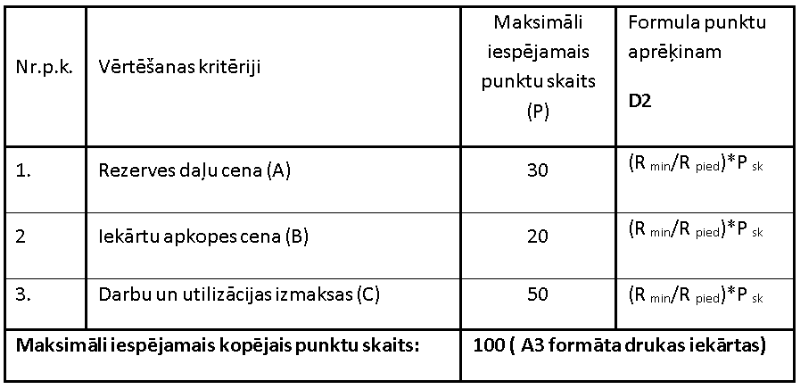 Nr.p.k.
Vērtēšanas kritēriji
Maksimāli
iespējamais
punktu skaits
(P)
Formula punktu
aprēķinam
D2
1.
Rezerves daļu cena (A)
30
(R min/R pied)*P sk
2
Iekārtu apkopes cena (B)
20
(R min/R pied)*P sk
3.
Darbu un utilizācijas izmaksas (C)
50
(R min/R pied)*P sk
Maksimāli iespējamais kopējais punktu skaits:
100 ( A3 formāta drukas iekārtas)